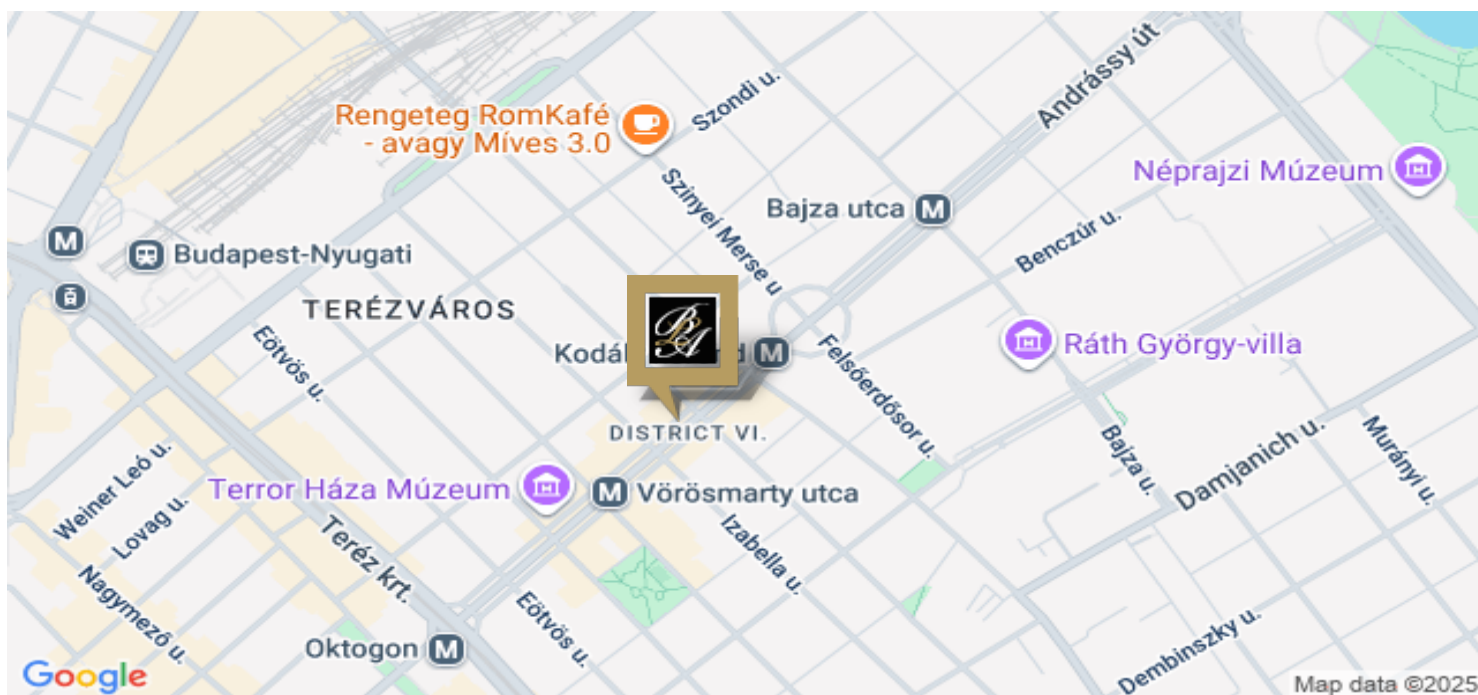 Szondi u.
Andrássy út
Rengeteg RomKafé
- avagy Míves 3.0
Néprajzi Múzeum
Szinyei Merse u
Bajza utca
M
Benczúr u.
M
Budapest-Nyugati
TERÉZVÁROS
BLA
M
Eötvös u.
Felsőerdősor u.
Ráth György-villa
DISTRICT VI.
Murányi u.
Bajza u.
Damjanich u.
Weiner Leó u.
Terror Háza Múzeum
M
Vörösmarty utca
Lovag u.
Teréz krt.
Izabella u.
Nagymező u.
Eötvös u.
Oktogon
M
Dembinszky u.
Google
Map data ©2025